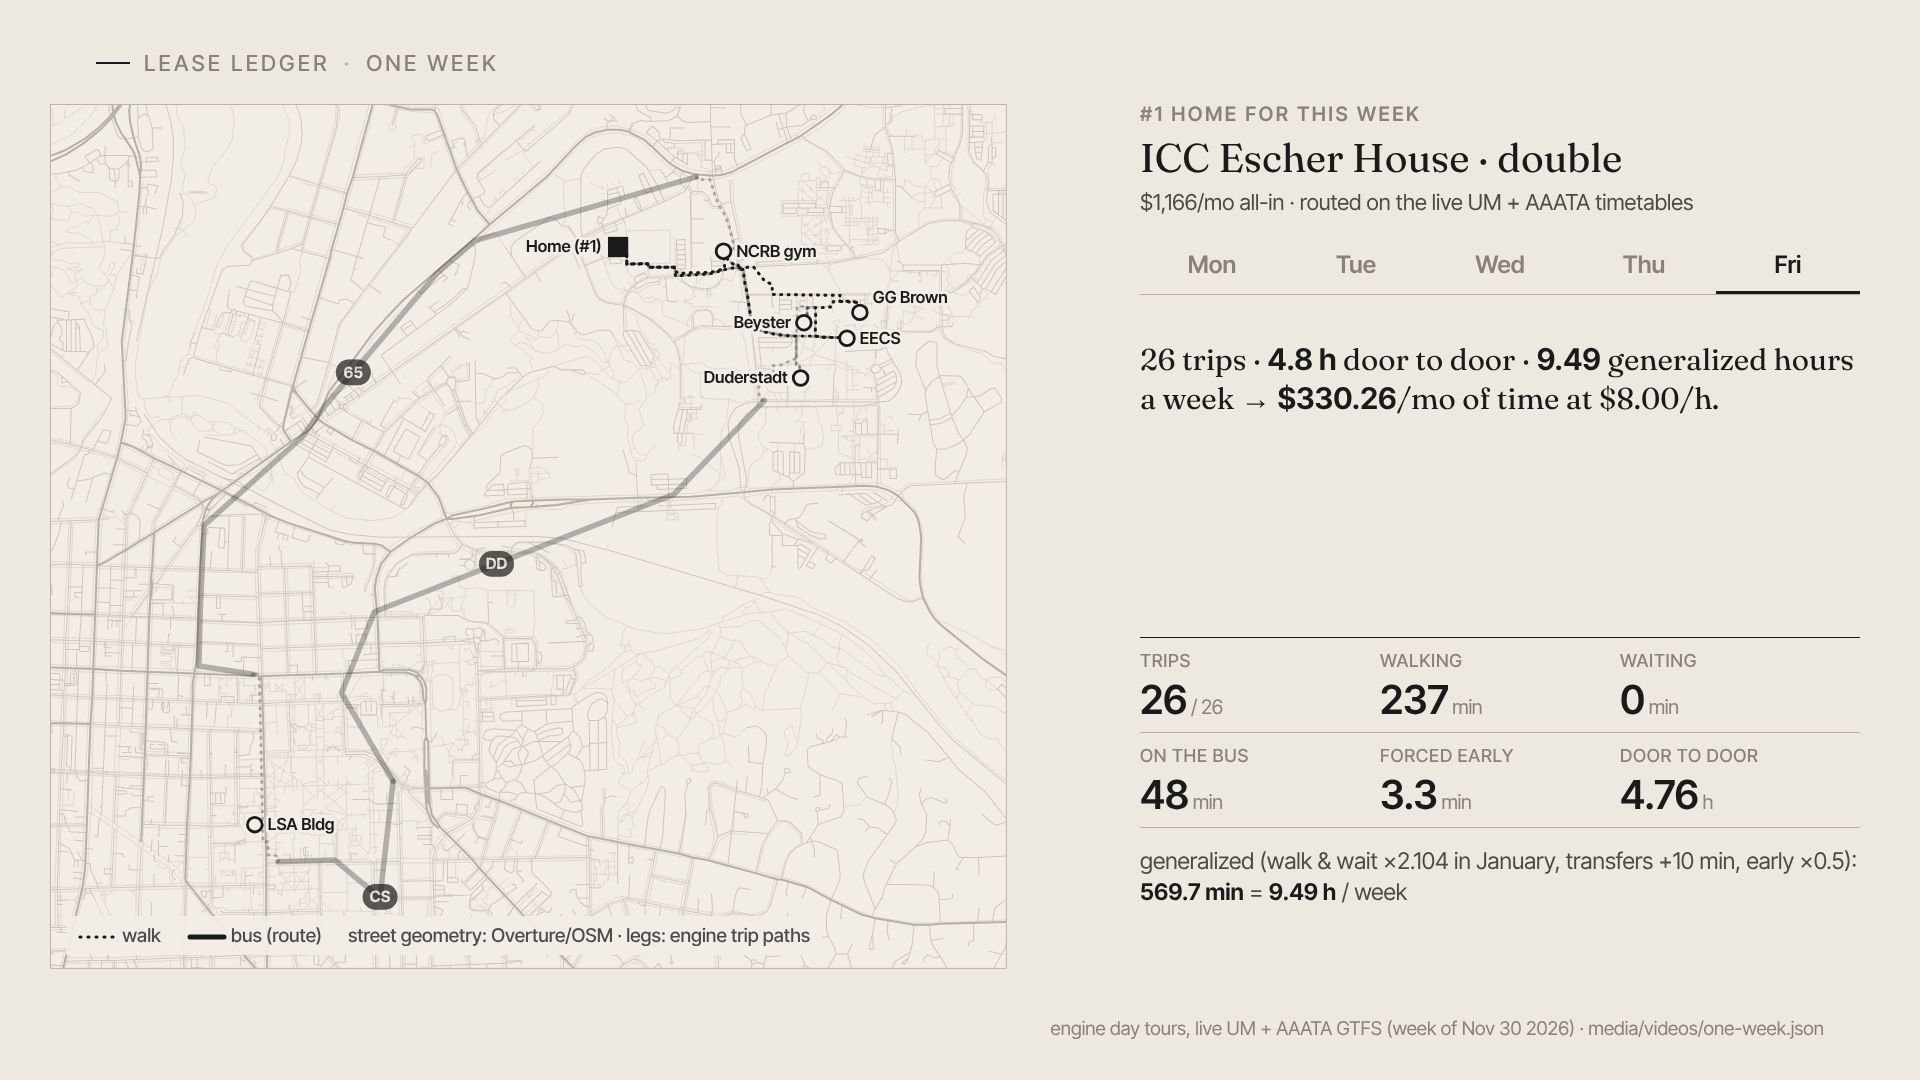 LEASE LEDGER · ONE WEEK
Home (#1)
NCRB gym
GG Brown
Beyster
EECS
Duderstadt
65
DD
LSA Bldg
CS
walk
bus (route)
street geometry: Overture/OSM · legs: engine trip paths
#1 HOME FOR THIS WEEK
ICC Escher House · double
$1,166/mo all-in · routed on the live UM + AAATA timetables
Mon Tue Wed Thu Fri
26 trips · 4.8 h door to door · 9.49 generalized hours
a week → $330.26/mo of time at $8.00/h.
TRIPS WALKING WAITING
26 / 26 237 min 0 min
ON THE BUS FORCED EARLY DOOR TO DOOR
48 min 3.3 min 4.76 h
generalized (walk & wait ×2.104 in January, transfers +10 min, early ×0.5):
569.7 min = 9.49 h / week
engine day tours, live UM + AAATA GTFS (week of Nov 30 2026) · media/videos/one-week.json